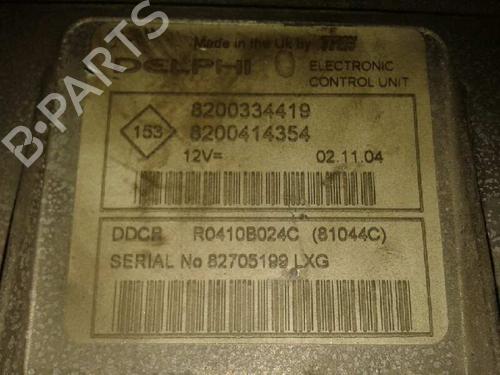 Made in the UK by TRW
DELPHI
ELECTRONIC
CONTROL UNIT
8200334419
153
8200414354
12V=
02.11.04
DDCR R0410B024C (81044C)
SERIAL No 82705199 LXG
B-PARTS